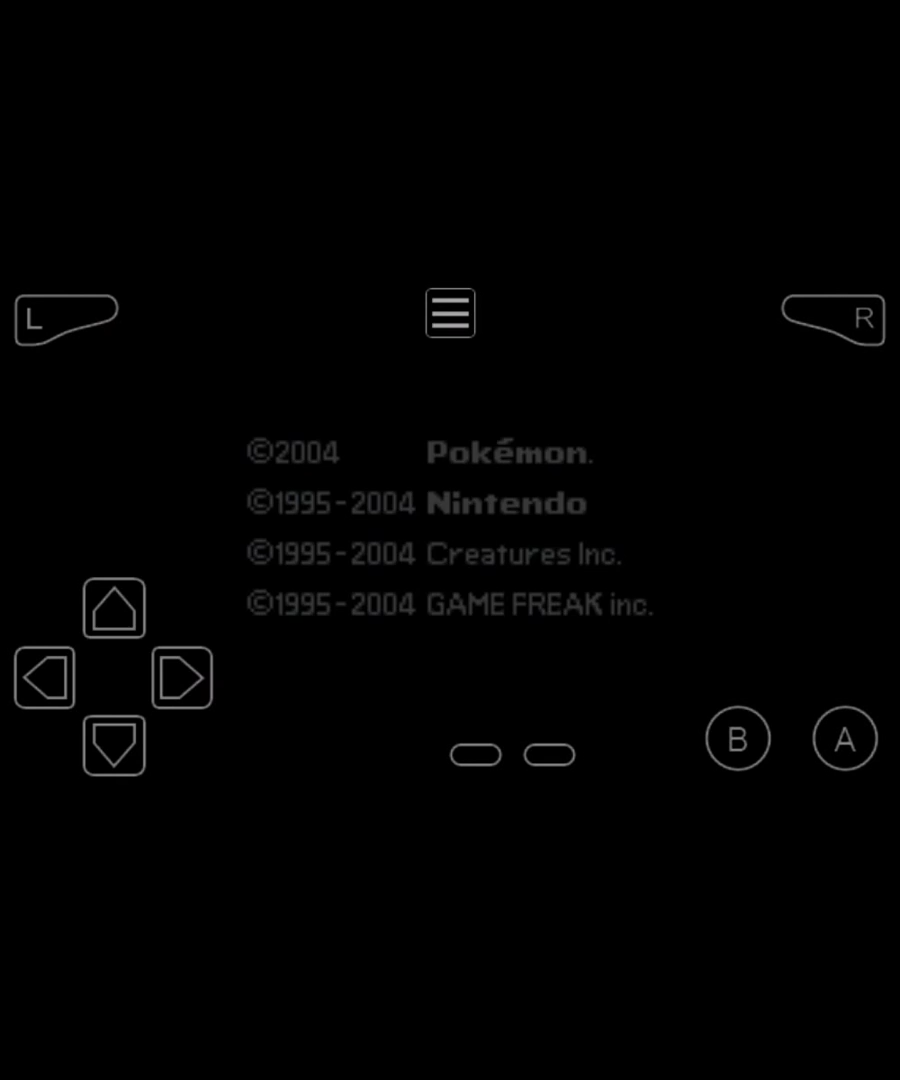 L
R
©2004 Pokémon.
©1995-2004 Nintendo
©1995-2004 Creatures Inc.
©1995-2004 GAME FREAK inc.
B
A